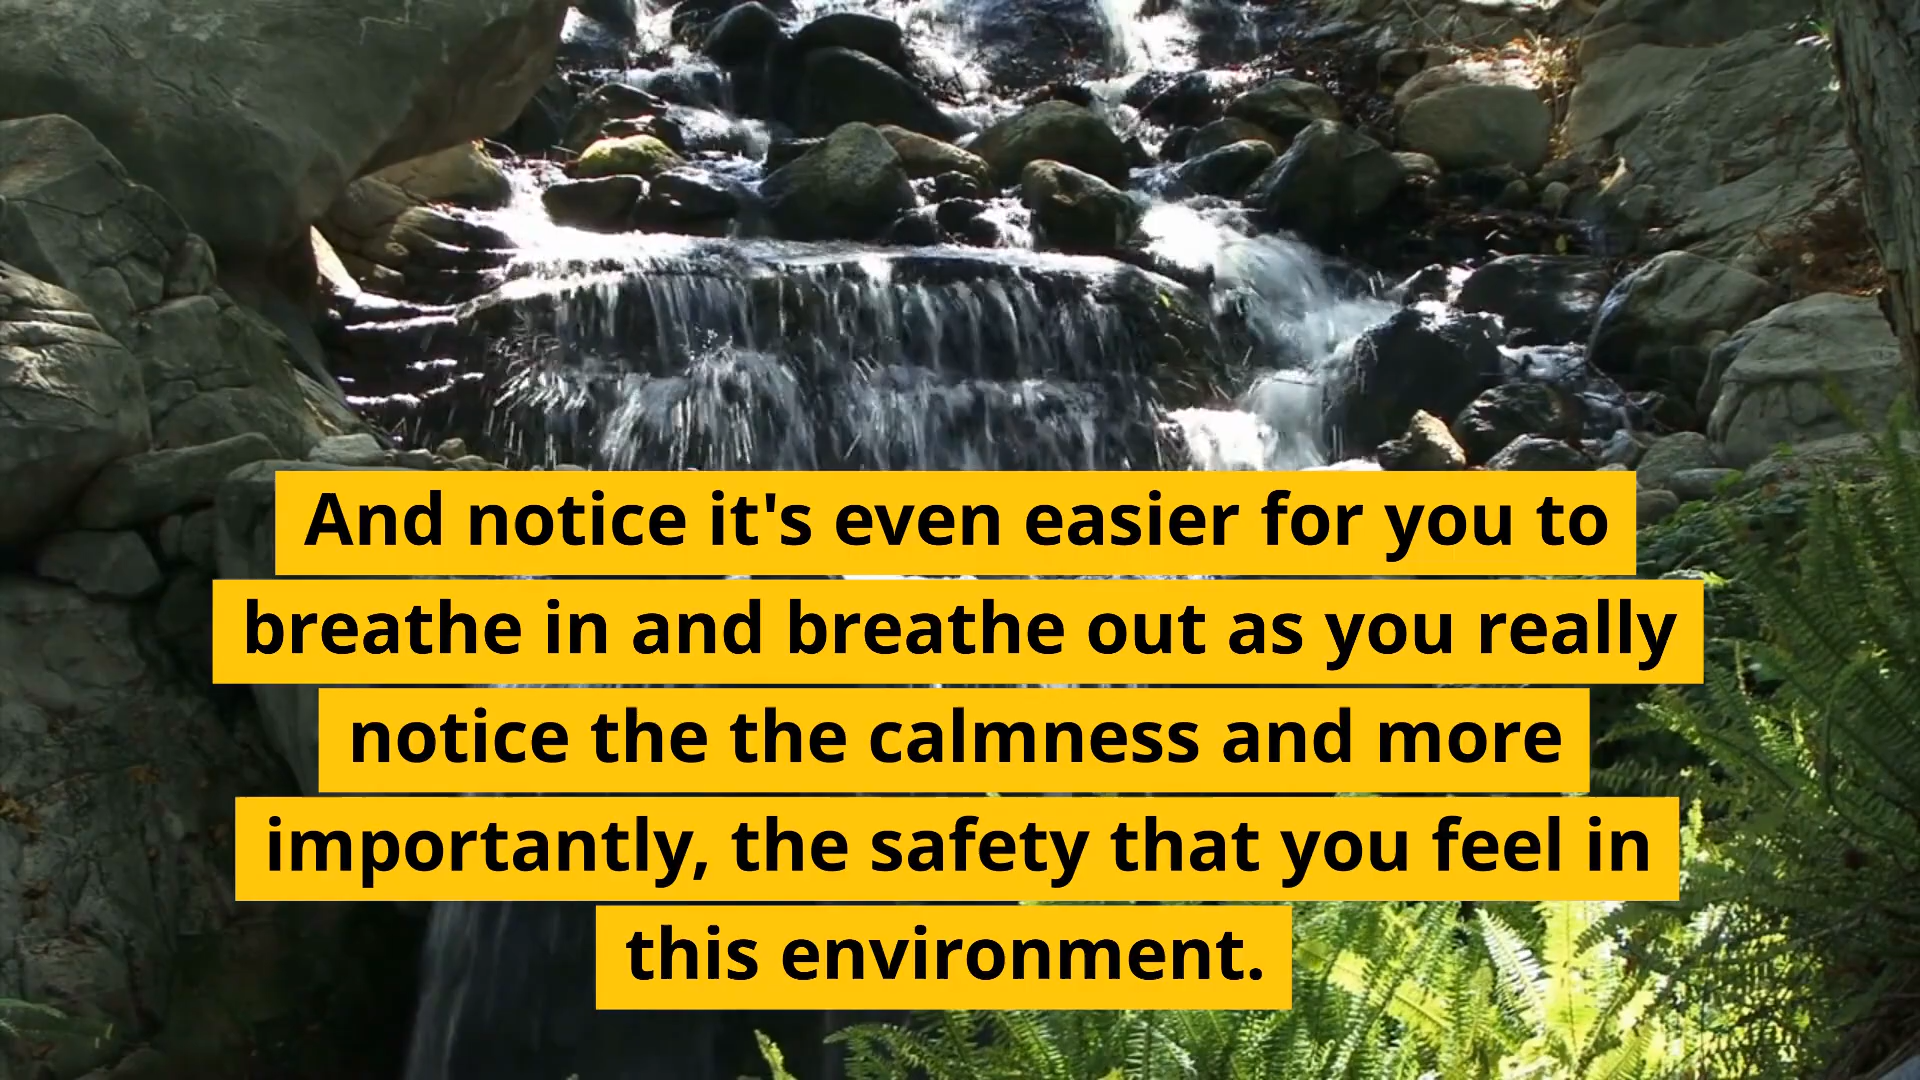 And notice it's even easier for you to
breathe in and breathe out as you really
notice the the calmness and more
importantly, the safety that you feel in
this environment.